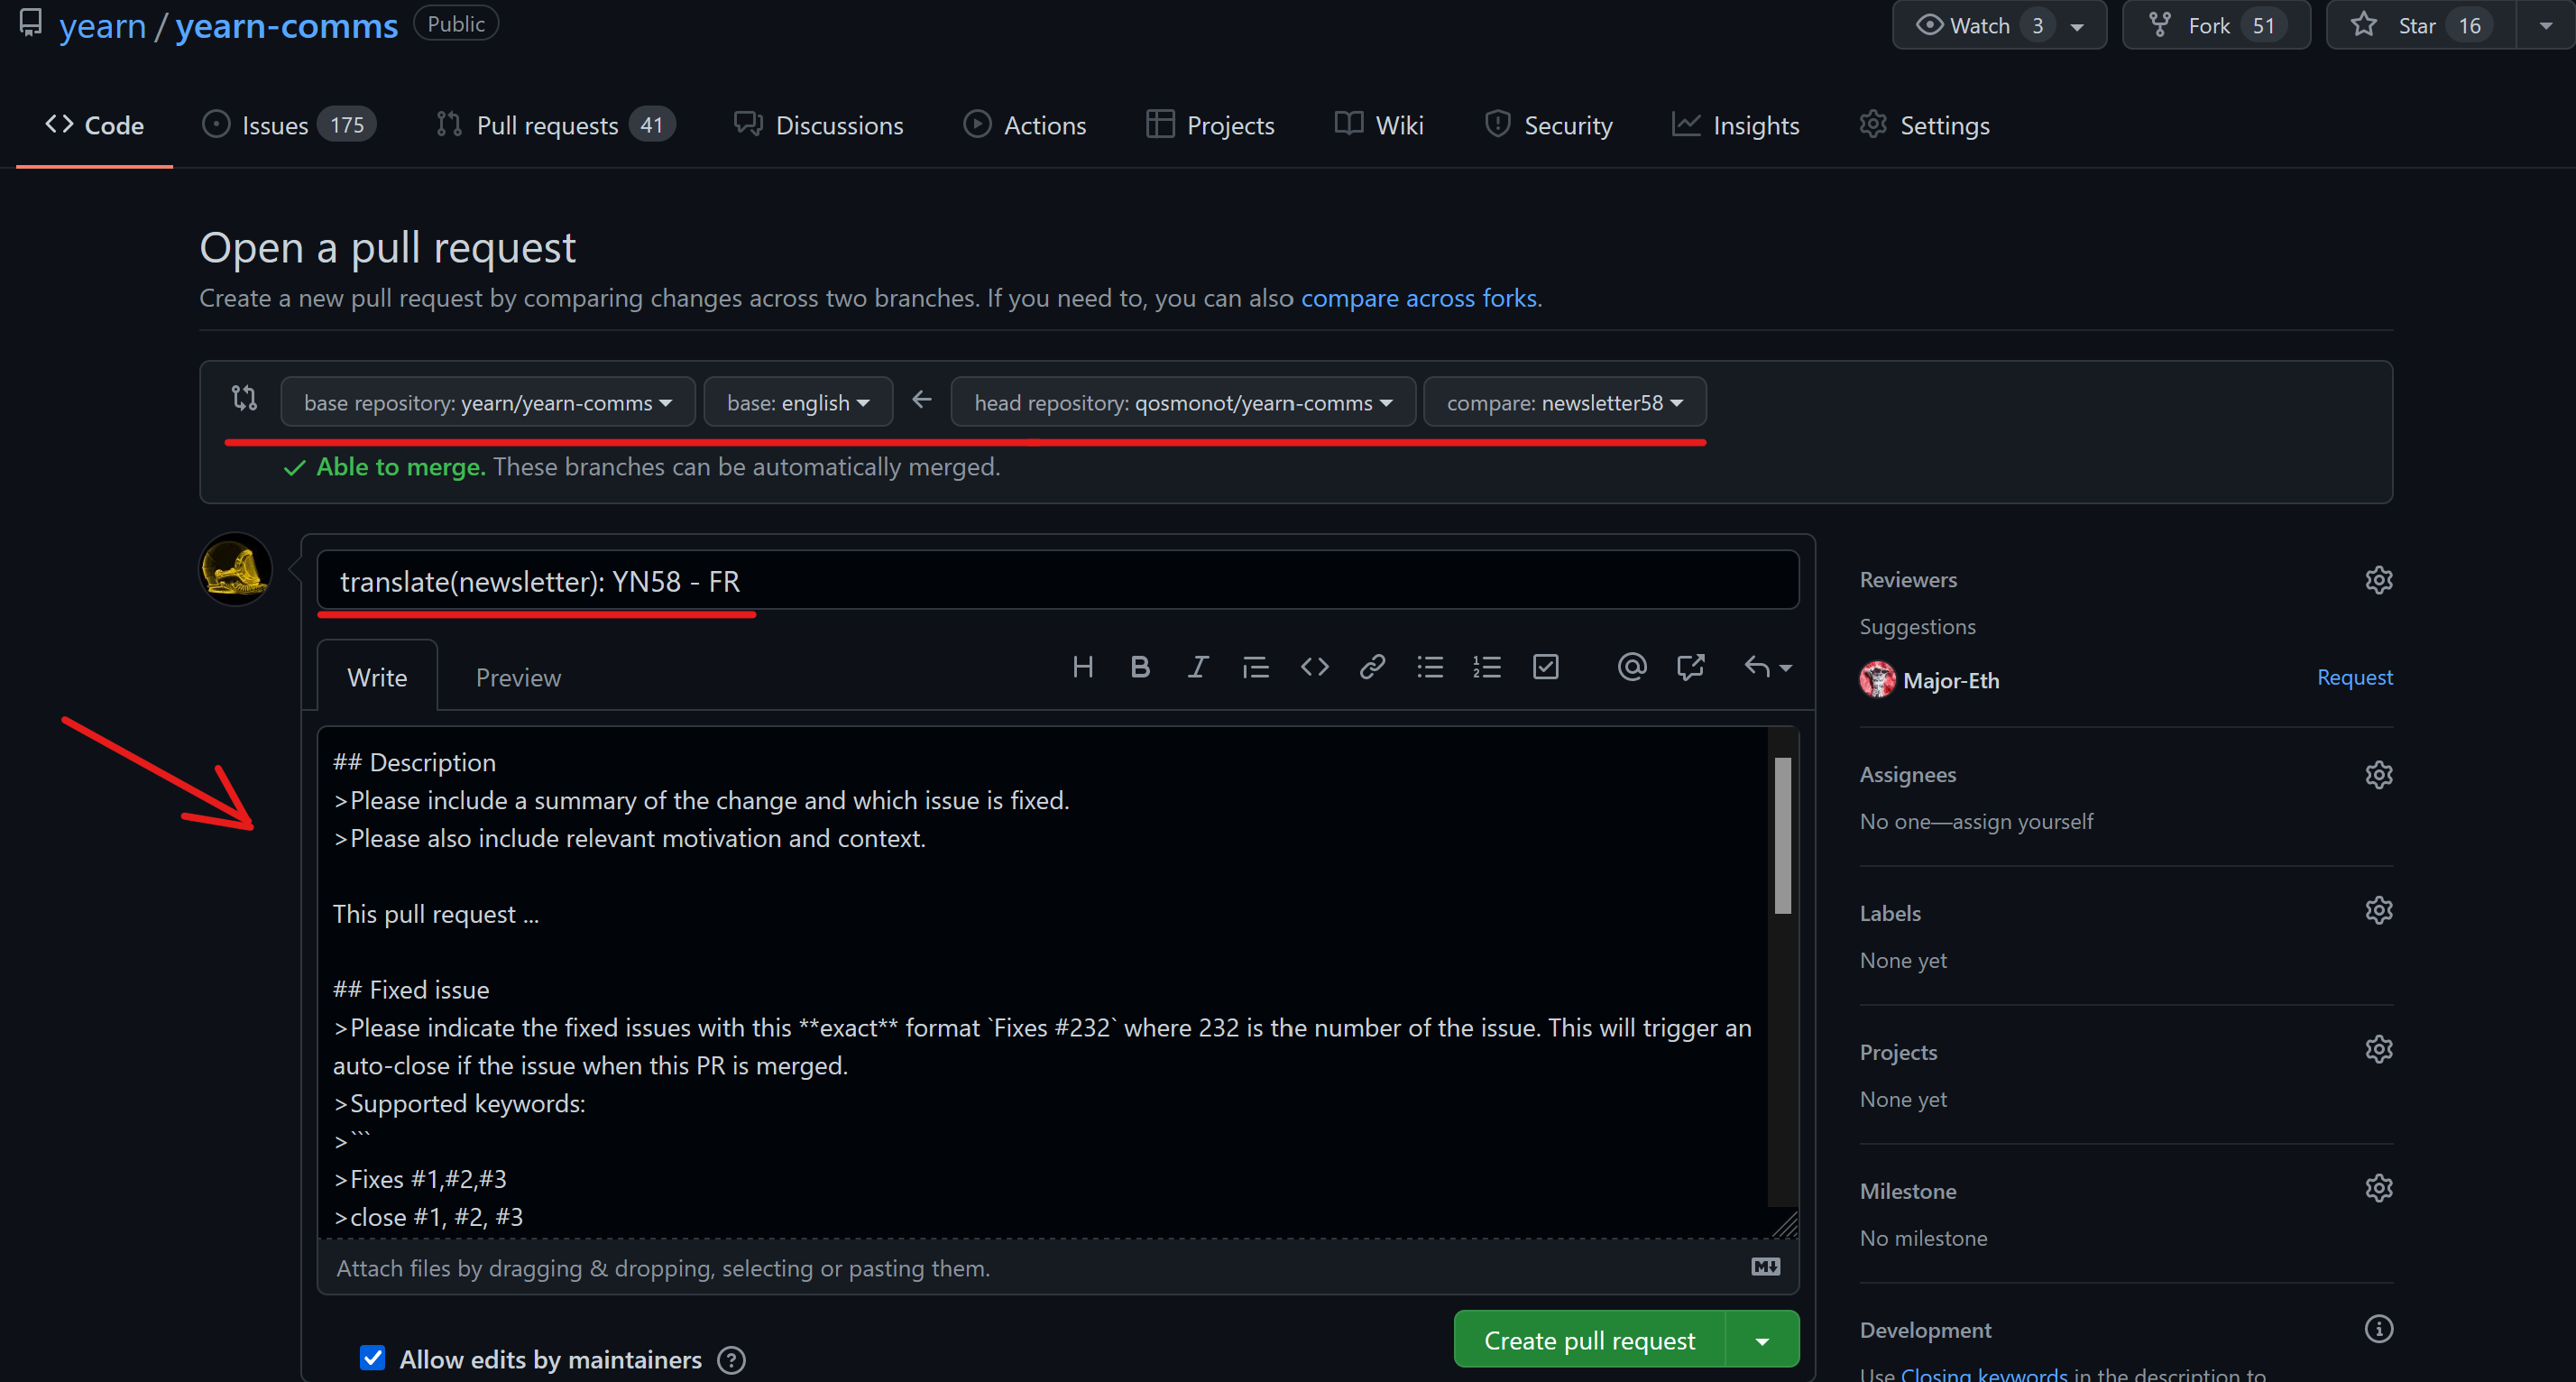 yearn / yearn-comms Public Watch 3 Fork 51 Star 16
Code Issues 175 Pull requests 41 Discussions Actions Projects Wiki Security Insights Settings
Open a pull request
Create a new pull request by comparing changes across two branches. If you need to, you can also compare across forks.
base repository: yearn/yearn-comms base: english head repository: qosmonot/yearn-comms compare: newsletter58
Able to merge. These branches can be automatically merged.
translate(newsletter): YN58 - FR
Write Preview
## Description
>Please include a summary of the change and which issue is fixed.
>Please also include relevant motivation and context.
This pull request ...
## Fixed issue
>Please indicate the fixed issues with this **exact** format `Fixes #232` where 232 is the number of the issue. This will trigger an
auto-close if the issue when this PR is merged.
>Supported keywords:
>```
>Fixes #1,#2,#3
>close #1, #2, #3
Attach files by dragging & dropping, selecting or pasting them.
Allow edits by maintainers
Create pull request
Reviewers
Suggestions
Major-Eth Request
Assignees
No one—assign yourself
Labels
None yet
Projects
None yet
Milestone
No milestone
Development
Use Closing keywords in the description to